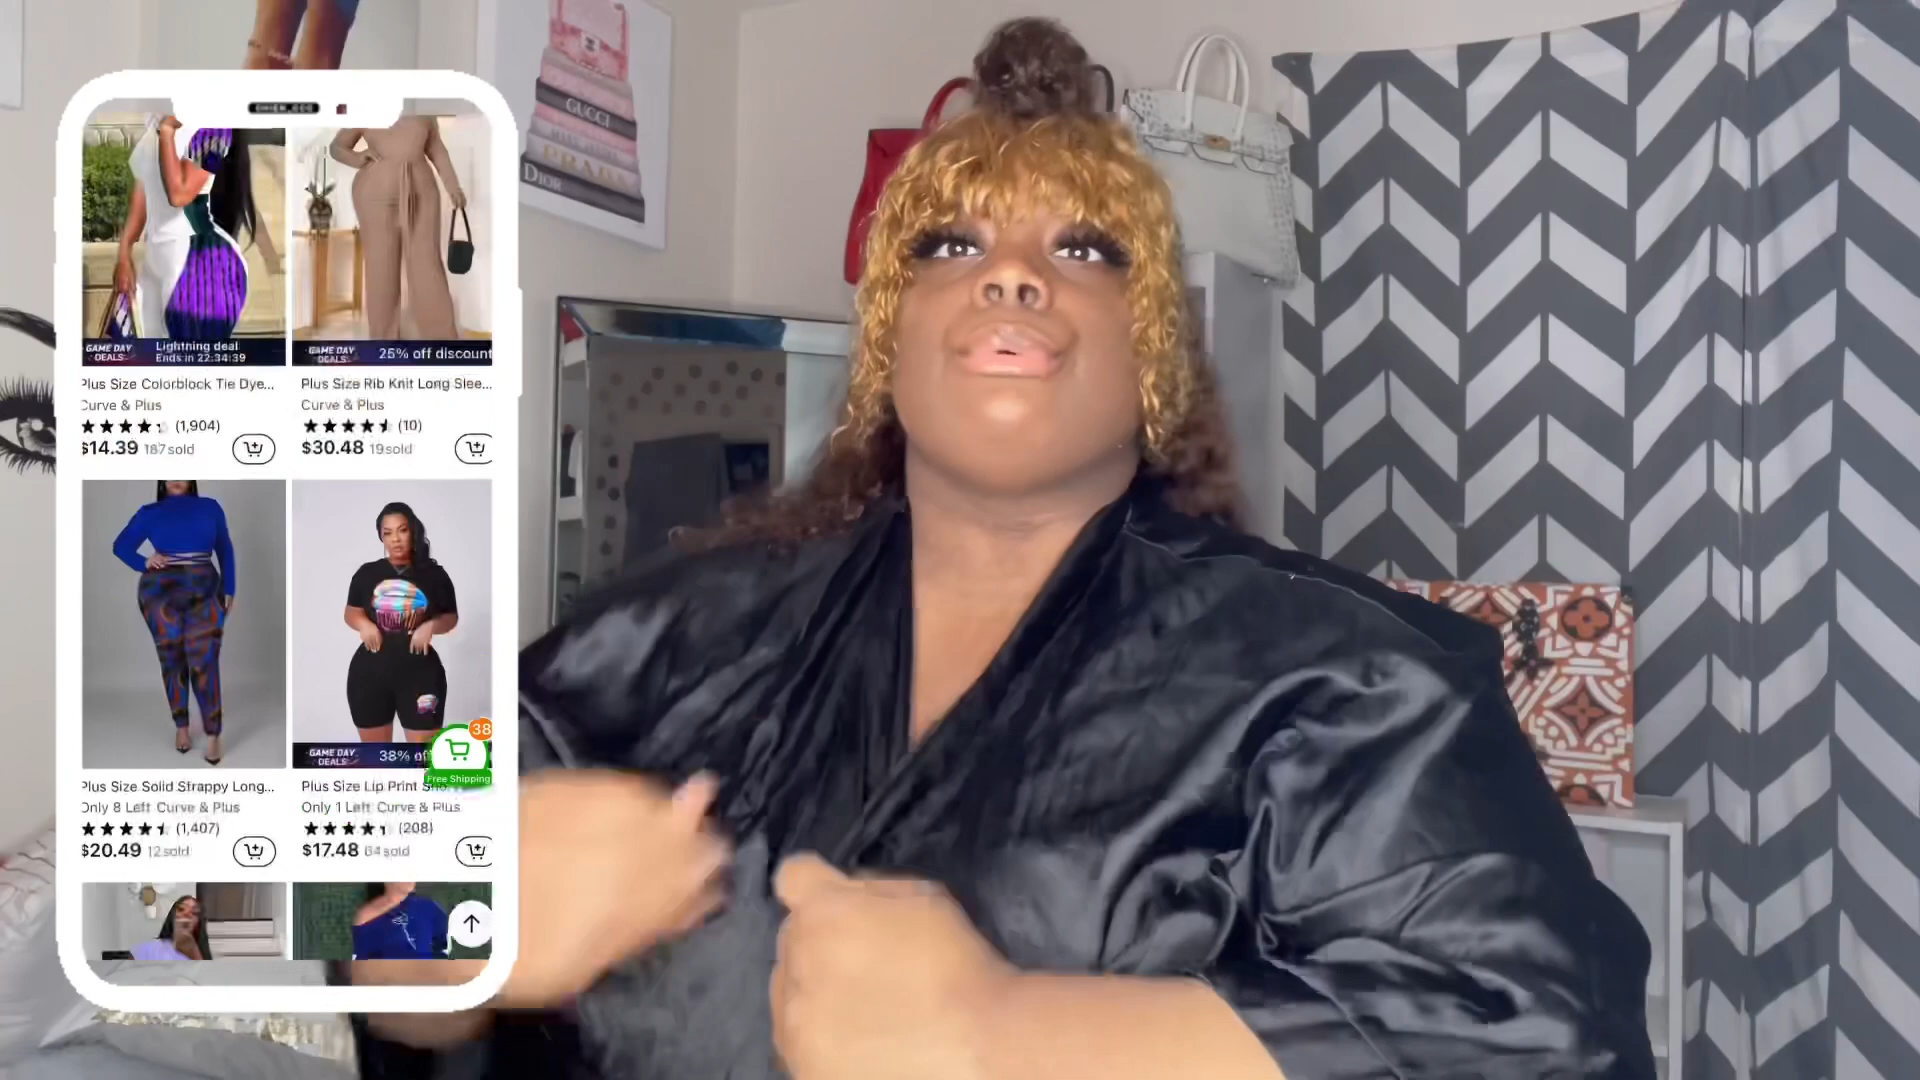 GUCCI
PRADA
DIOR
GAME DAY
DEALS
Lightning deal
Ends in 22:34:39
GAME DAY
DEALS
25% off discount
Plus Size Colorblock Tie Dye...
Curve & Plus
(1,904)
$14.39 187 sold
Plus Size Rib Knit Long Slee...
Curve & Plus
(10)
$30.48 19 sold
GAME DAY
DEALS
38% off
38
Free Shipping
Plus Size Solid Strappy Long...
Only 8 Left Curve & Plus
(1,407)
$20.49 12 sold
Plus Size Lip Print
Only 1 Left Curve & Plus
(208)
$17.48 64 sold